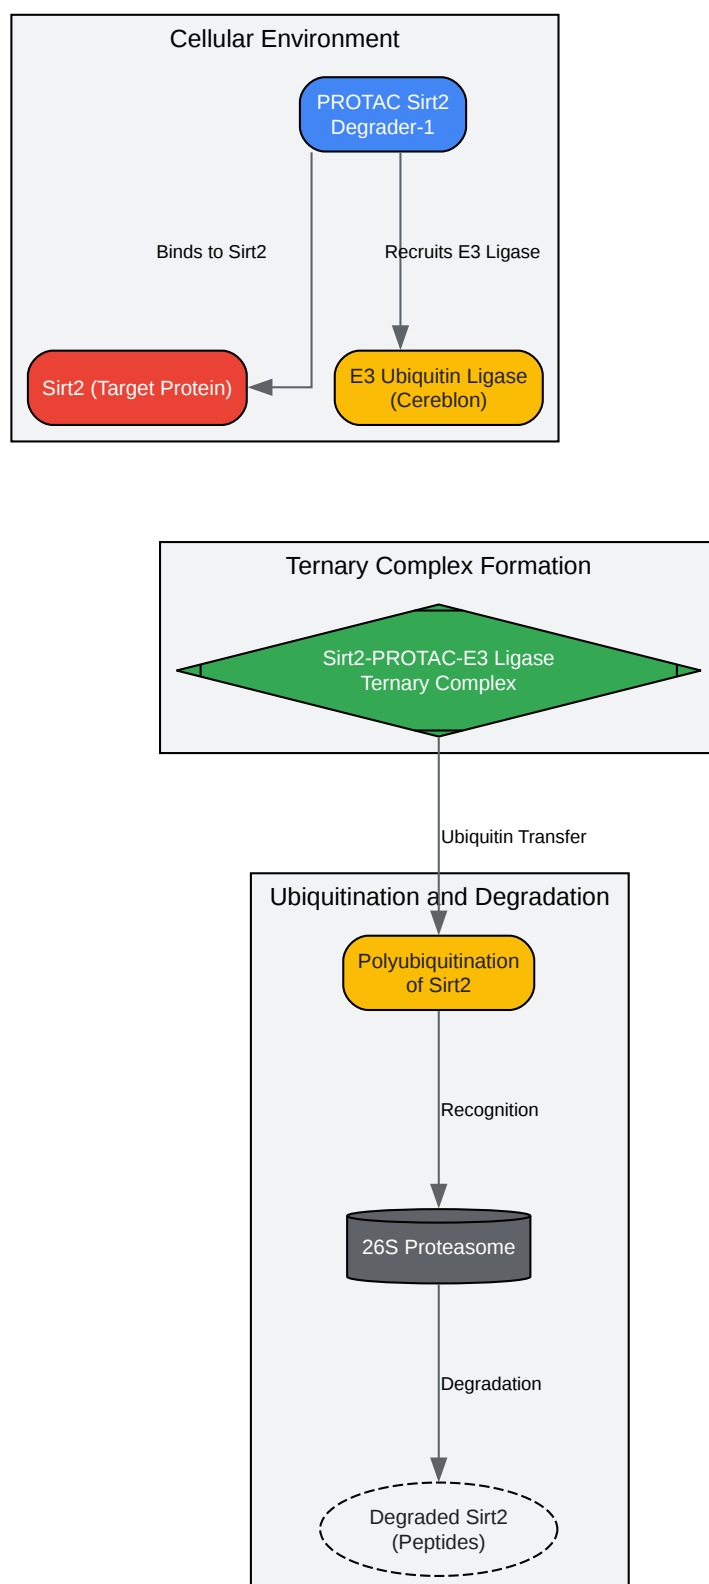 Cellular Environment
PROTAC Sirt2
Degrader-1
Binds to Sirt2
Recruits E3 Ligase
Sirt2 (Target Protein)
E3 Ubiquitin Ligase
(Cereblon)
Ternary Complex Formation
Sirt2-PROTAC-E3 Ligase
Ternary Complex
Ubiquitin Transfer
Ubiquitination and Degradation
Polyubiquitination
of Sirt2
Recognition
26S Proteasome
Degradation
Degraded Sirt2
(Peptides)